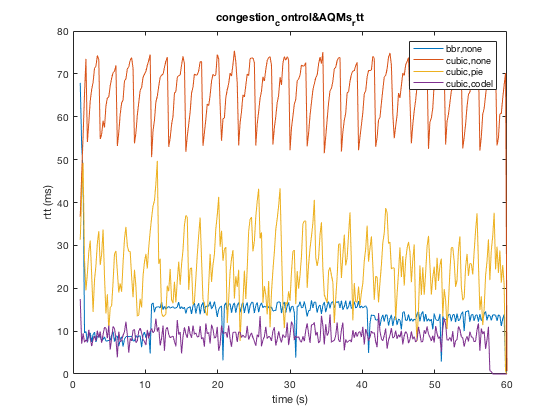 congestion_control&AQMs_rtt
bbr,none
cubic,none
cubic,pie
cubic,codel
80
70
60
50
40
30
20
10
0
rtt (ms)
0 10 20 30 40 50 60
time (s)